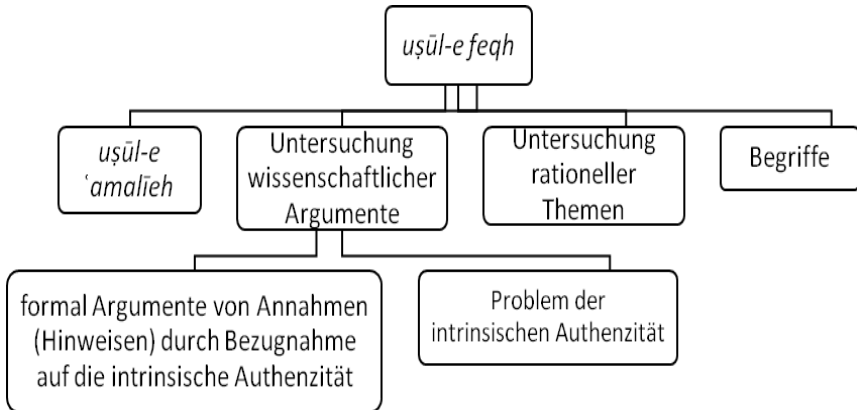 uṣūl-e feqh
uṣūl-e
ʿamalīeh
Untersuchung
wissenschaftlicher
Argumente
Untersuchung
rationeller
Themen
Begriffe
formal Argumente von Annahmen
(Hinweisen) durch Bezugnahme
auf die intrinsische Authenzität
Problem der
intrinsischen Authenzität